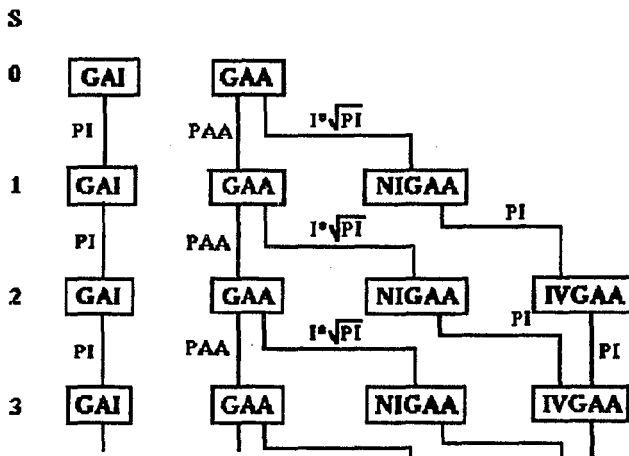 S
0 GAI GAA
PI PAA I*√PI
1 GAI GAA NIGAA
PI PAA I*√PI PI
2 GAI GAA NIGAA IVGAA
PI PAA I*√PI PI PI
3 GAI GAA NIGAA IVGAA